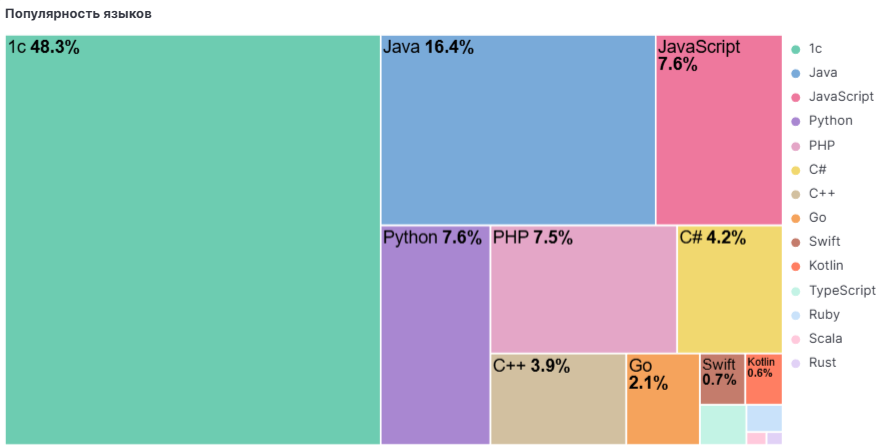 Популярность языков
1c 48.3%
Java 16.4%
JavaScript
7.6%
Python 7.6%
PHP 7.5%
C# 4.2%
C++ 3.9%
Go
2.1%
Swift
0.7%
Kotlin
0.6%
1c
Java
JavaScript
Python
PHP
C#
C++
Go
Swift
Kotlin
TypeScript
Ruby
Scala
Rust